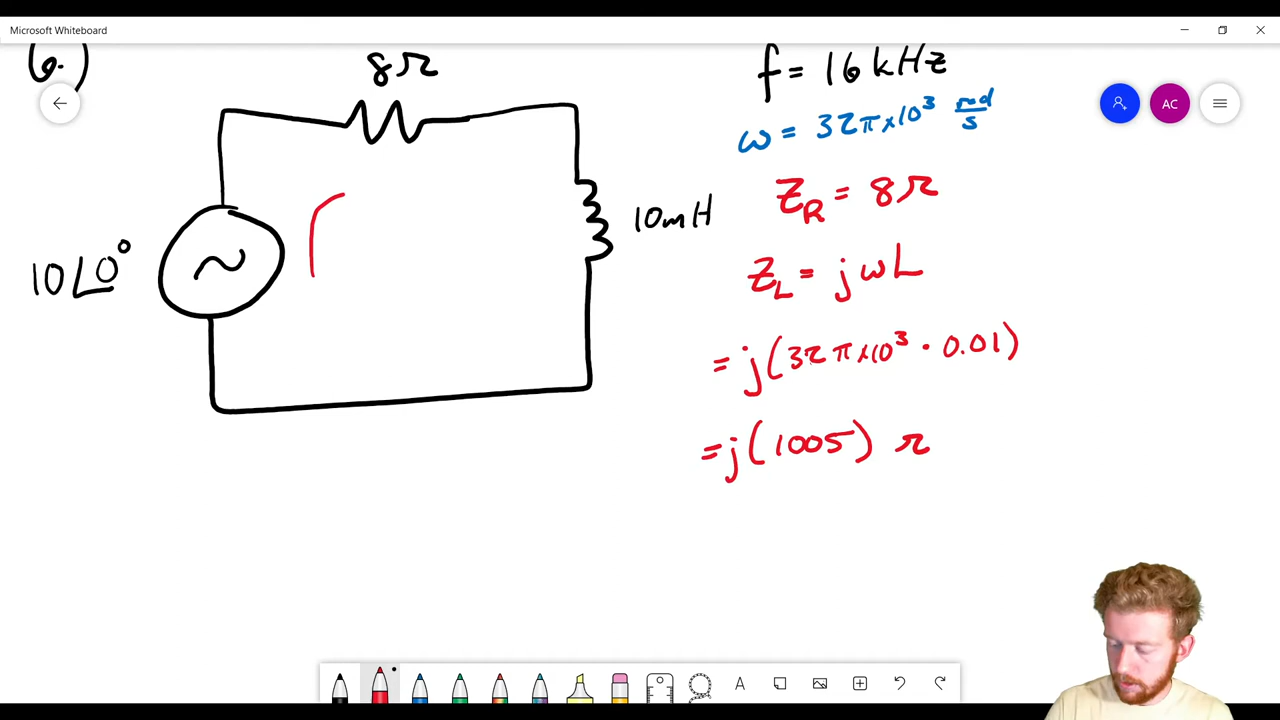 Microsoft Whiteboard
6.)
8Ω
f = 16 kHz
ω = 32π×10³ rad/s
Z_R = 8Ω
10mH
10∠0°
Z_L = jωL
= j(32π×10³ · 0.01)
= j(1005) Ω
AC
A